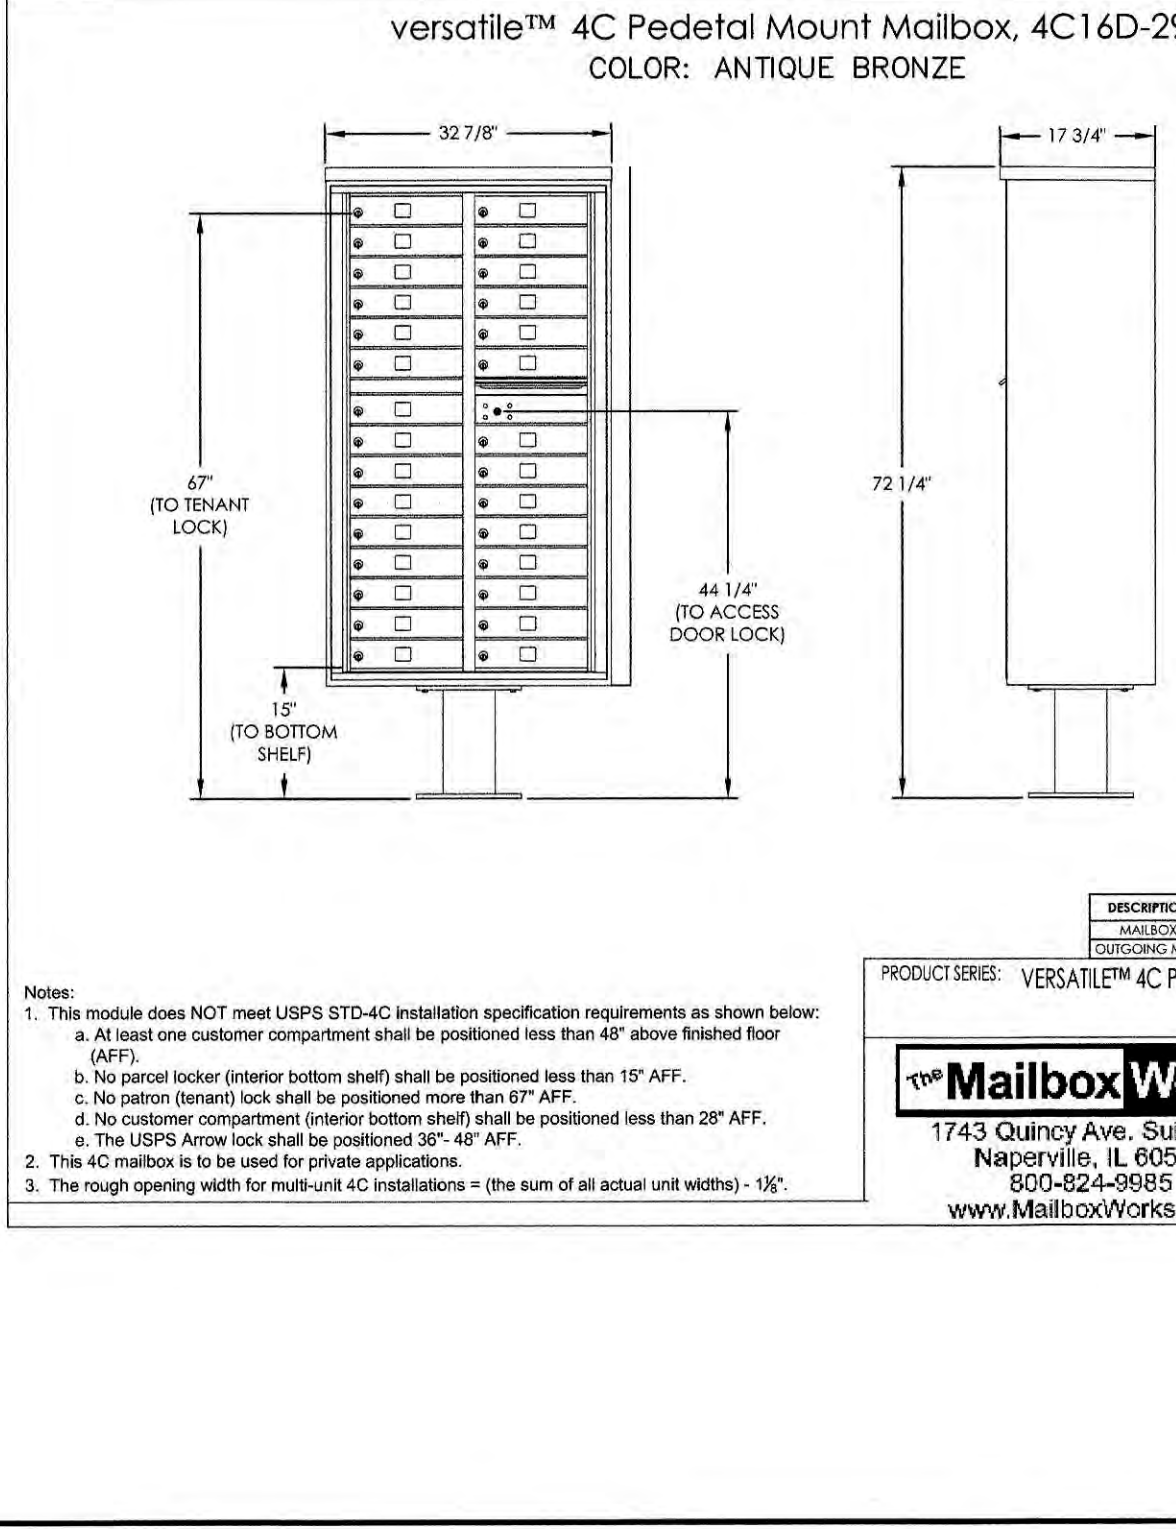 versatile™ 4C Pedetal Mount Mailbox, 4C16D-29
COLOR: ANTIQUE BRONZE
32 7/8"
17 3/4"
67"
(TO TENANT
LOCK)
72 1/4"
44 1/4"
(TO ACCESS
DOOR LOCK)
15"
(TO BOTTOM
SHELF)
DESCRIPTIO
MAILBOX
OUTGOING M
PRODUCT SERIES: VERSATILE™ 4C P
Notes:
1. This module does NOT meet USPS STD-4C installation specification requirements as shown below:
a. At least one customer compartment shall be positioned less than 48" above finished floor
(AFF).
b. No parcel locker (interior bottom shelf) shall be positioned less than 15" AFF.
c. No patron (tenant) lock shall be positioned more than 67" AFF.
d. No customer compartment (interior bottom shelf) shall be positioned less than 28" AFF.
e. The USPS Arrow lock shall be positioned 36"- 48" AFF.
2. This 4C mailbox is to be used for private applications.
3. The rough opening width for multi-unit 4C installations = (the sum of all actual unit widths) - 1⅛".
The Mailbox W
1743 Quincy Ave. Sui
Naperville, IL 605
800-824-9985
www.MailboxWorks